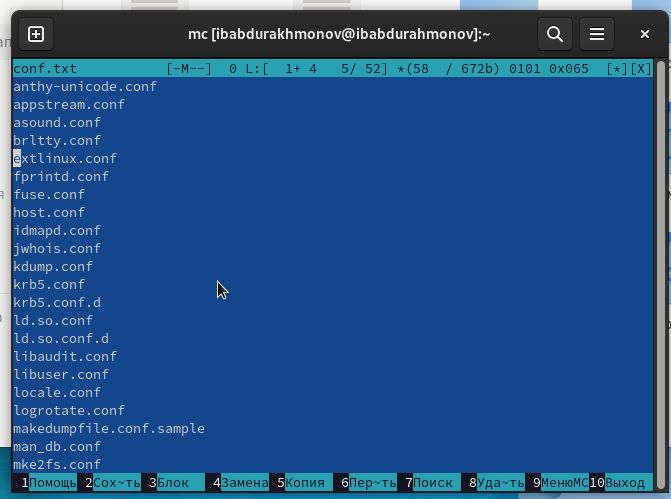 mc [ibabdurakhmonov@ibabdurahmonov]:~
conf.txt [-M--] 0 L:[ 1+ 4 5/ 52] *(58 / 672b) 0101 0x065 [*][X]
anthy-unicode.conf
appstream.conf
asound.conf
brltty.conf
extlinux.conf
fprintd.conf
fuse.conf
host.conf
idmapd.conf
jwhois.conf
kdump.conf
krb5.conf
krb5.conf.d
ld.so.conf
ld.so.conf.d
libaudit.conf
libuser.conf
locale.conf
logrotate.conf
makedumpfile.conf.sample
man_db.conf
mke2fs.conf
1Помощь 2Сох~ть 3Блок 4Замена 5Копия 6Пер~ть 7Поиск 8Уда~ть 9МенюMC 10Выход